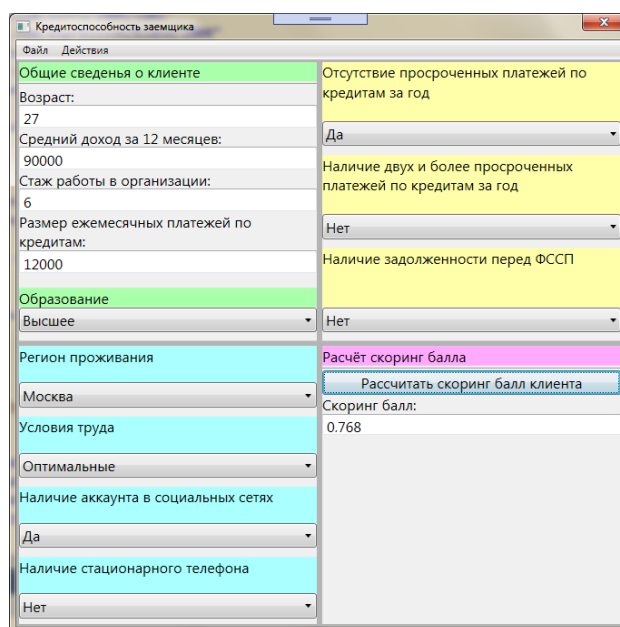 Кредитоспособность заемщика
Файл Действия
Общие сведенья о клиенте
Возраст:
27
Средний доход за 12 месяцев:
90000
Стаж работы в организации:
6
Размер ежемесячных платежей по
кредитам:
12000
Образование
Высшее
Отсутствие просроченных платежей по
кредитам за год
Да
Наличие двух и более просроченных
платежей по кредитам за год
Нет
Наличие задолженности перед ФССП
Нет
Регион проживания
Москва
Условия труда
Оптимальные
Наличие аккаунта в социальных сетях
Да
Наличие стационарного телефона
Нет
Расчёт скоринг балла
Рассчитать скоринг балл клиента
Скоринг балл:
0.768